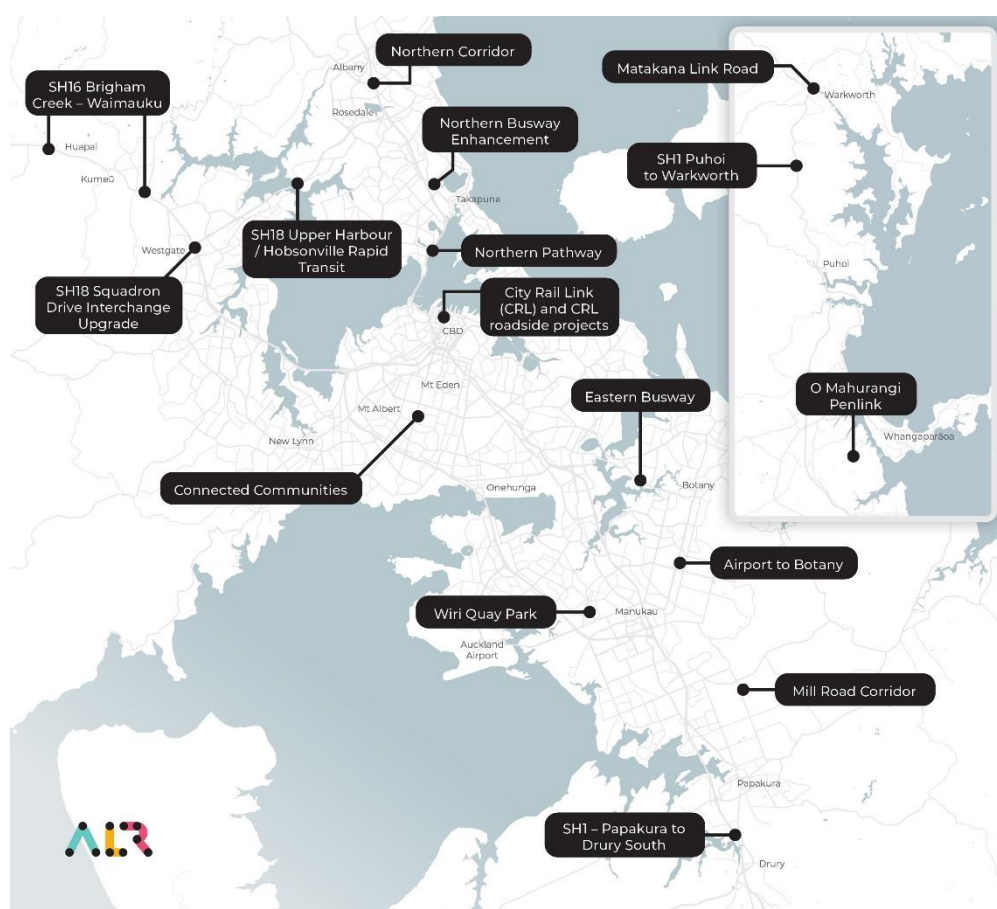 Northern Corridor
Albany
SH16 Brigham
Creek – Waimauku
Rosedale
Huapai
Kumeū
Northern Busway
Enhancement
Takapuna
Westgate
SH18 Upper Harbour
/ Hobsonville Rapid
Transit
Northern Pathway
SH18 Squadron
Drive Interchange
Upgrade
City Rail Link
(CRL) and CRL
roadside projects
CBD
Mt Eden
Mt Albert
New Lynn
Connected Communities
Eastern Busway
Botany
Onehunga
Matakana Link Road
Warkworth
SH1 Puhoi
to Warkworth
Puhoi
O Mahurangi
Penlink
Whangaparāoa
Airport to Botany
Wiri Quay Park
Manukau
Auckland
Airport
Mill Road Corridor
Papakura
SH1 – Papakura to
Drury South
Drury
ALR